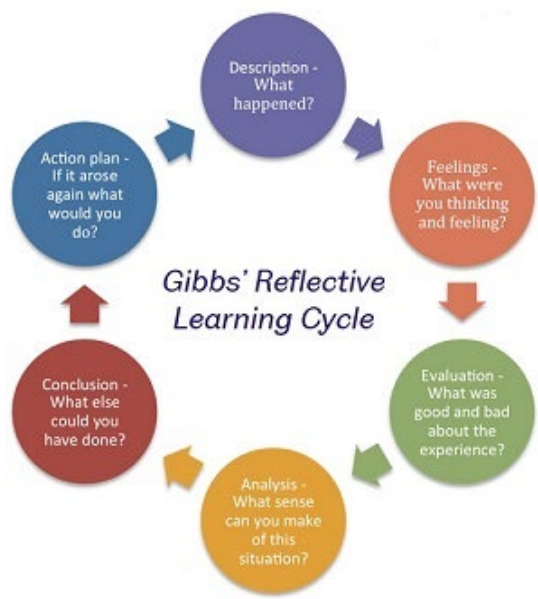 Description -
What
happened?
Feelings -
What were
you thinking
and feeling?
Evaluation -
What was
good and bad
about the
experience?
Analysis -
What sense
can you make
of this
situation?
Conclusion -
What else
could you
have done?
Action plan -
If it arose
again what
would you
do?
Gibbs' Reflective
Learning Cycle